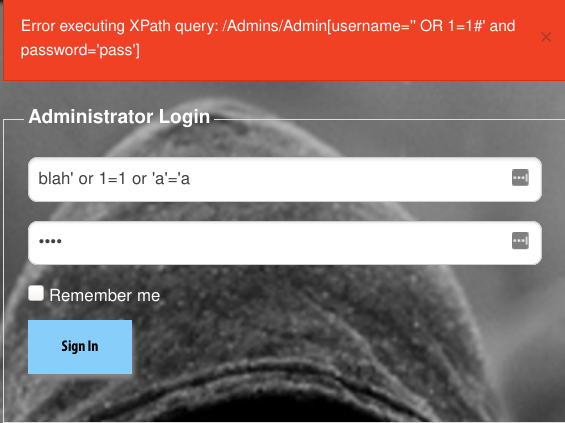 Error executing XPath query: /Admins/Admin[username='' OR 1=1#' and
password='pass']
×
Administrator Login
blah' or 1=1 or 'a'='a
••••
Remember me
Sign In